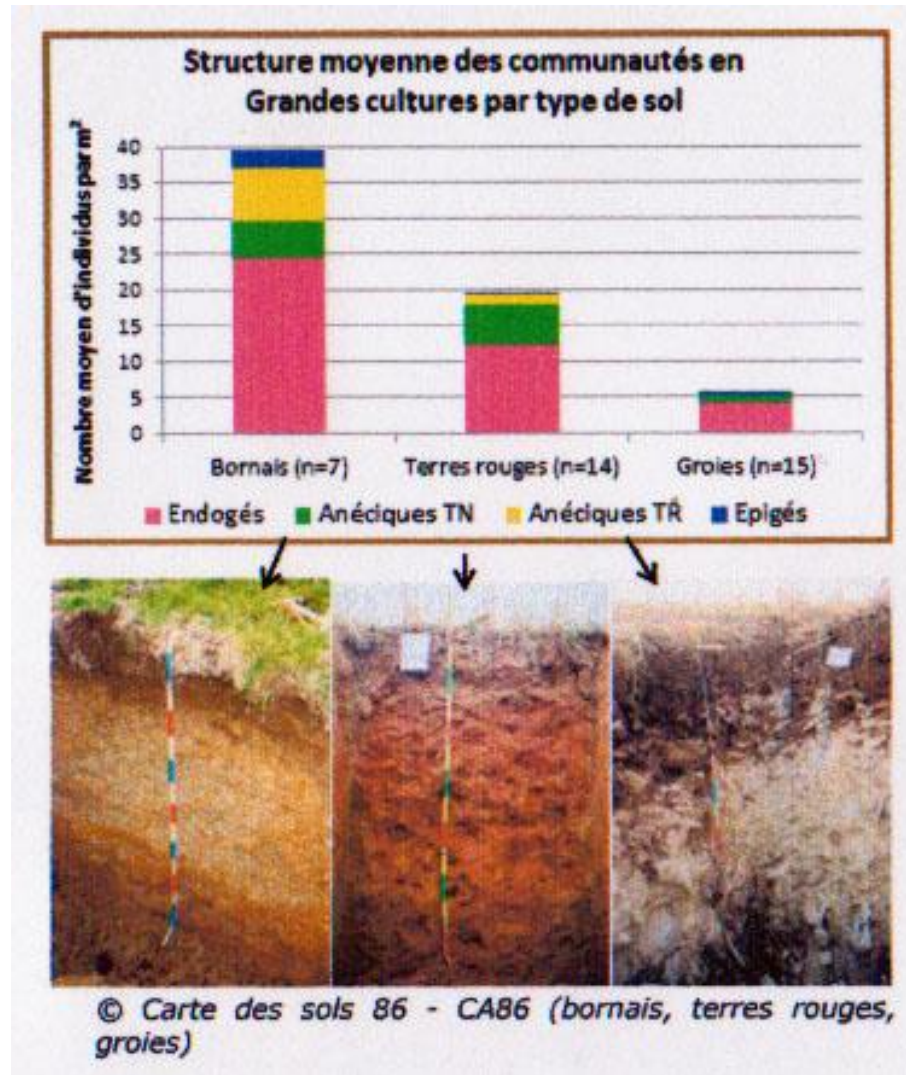 Structure moyenne des communautés en
Grandes cultures par type de sol
Nombre moyen d'individus par m²
40
35
30
25
20
15
10
5
0
Bornais (n=7) Terres rouges (n=14) Groies (n=15)
Endogés Anéciques TN Anéciques TR Epigés
© Carte des sols 86 - CA86 (bornais, terres rouges,
groies)